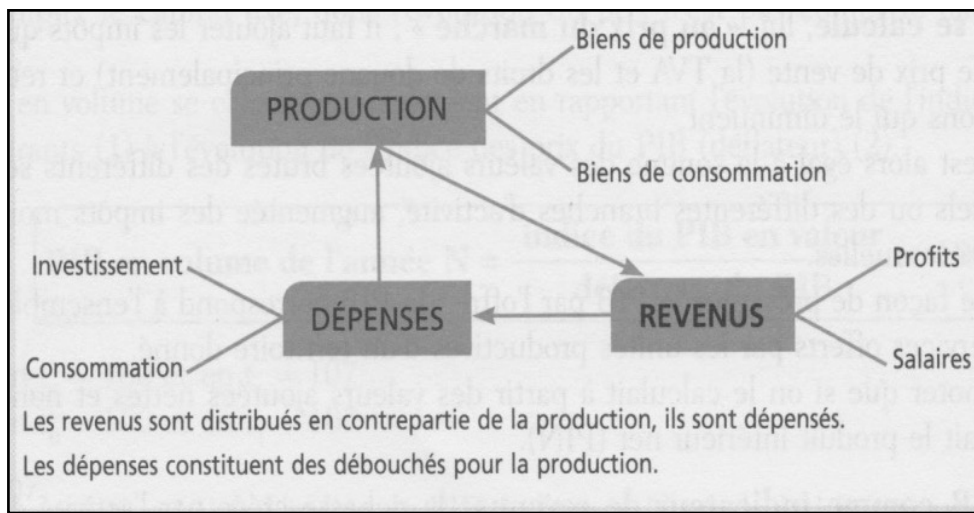 Biens de production
PRODUCTION
Biens de consommation
Investissement
Profits
DÉPENSES
REVENUS
Consommation
Salaires
Les revenus sont distribués en contrepartie de la production, ils sont dépensés.
Les dépenses constituent des débouchés pour la production.